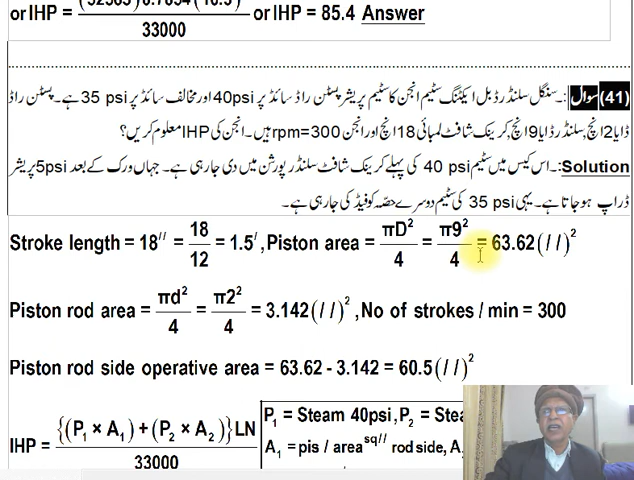 or IHP = 33000 or IHP = 85.4 Answer
سوال (41) :۔ سنگل سلنڈر ڈبل ایکٹنگ سٹیم انجن کا سٹیم پریشر پسٹن راڈ سائڈ پر 40psi اور مخالف سائڈ پر 35 psi ہے۔ پسٹن راڈ
ڈایا 2 انچ، سلنڈر ڈایا 9 انچ، کرینک شافٹ لمبائی 18 انچ اور انجن rpm=300 ہیں۔ انجن کی IHP معلوم کریں؟
Solution:۔ اس کیس میں سٹیم 40 psi کی پہلے کرینک شافٹ سلنڈر پورشن میں دی جا رہی ہے۔ جہاں ورک کے بعد 5psi پریشر
ڈراپ ہو جاتا ہے۔ یہی 35 psi کی سٹیم دوسرے حصّہ کو فیڈ کی جا رہی ہے۔
Stroke length = 18// = 18/12 = 1.5/ , Piston area = πD²/4 = π9²/4 = 63.62(//)²
Piston rod area = πd²/4 = π2²/4 = 3.142(//)² , No of strokes / min = 300
Piston rod side operative area = 63.62 - 3.142 = 60.5(//)²
IHP = {(P₁ × A₁) + (P₂ × A₂)} LN / 33000
P₁ = Steam 40psi, P₂ = Stea
A₁ = pis / area sq// rod side, A